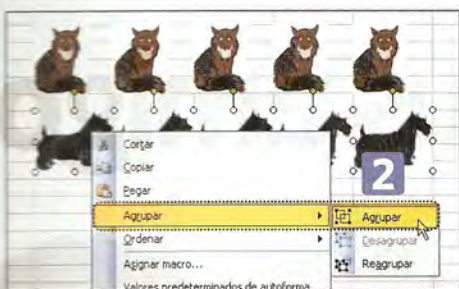 Cortar
Copiar
Pegar
2
Agrupar
Agrupar
Ordenar
Desagrupar
Asignar macro...
Reagrupar
Valores predeterminados de autoforma